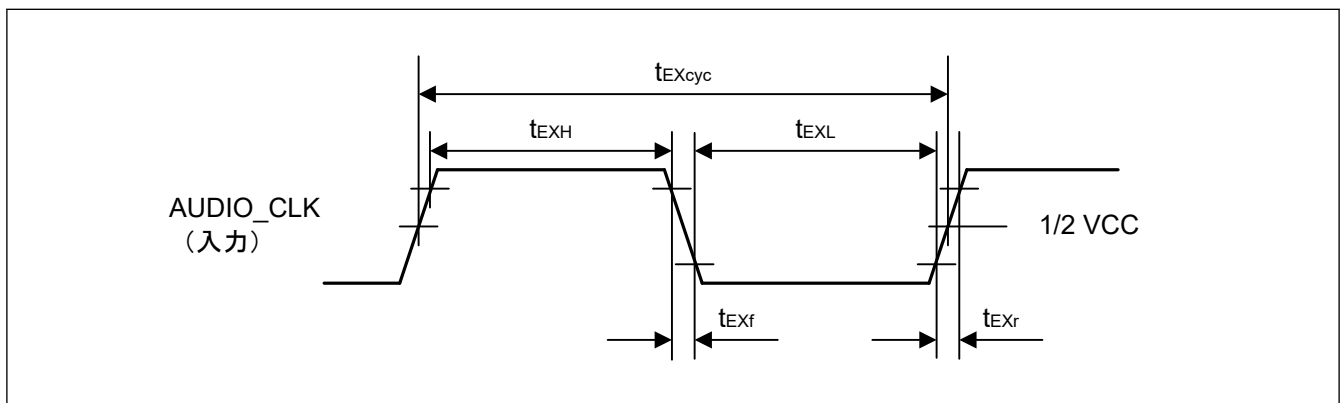 tEXcyc
tEXH
tEXL
AUDIO_CLK
（入力）
1/2 VCC
tEXf
tEXr